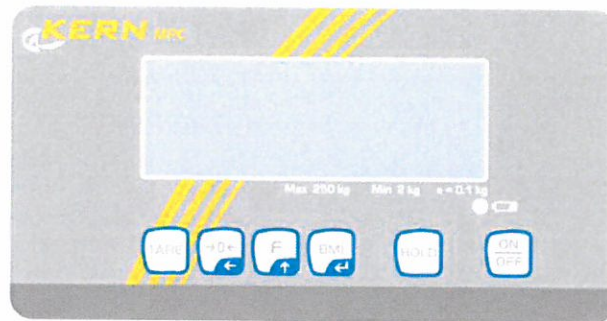 KERN MPC
Max 250 kg Min 2 kg e = 0.1 kg
TARE →0← F BMI HOLD ON
OFF